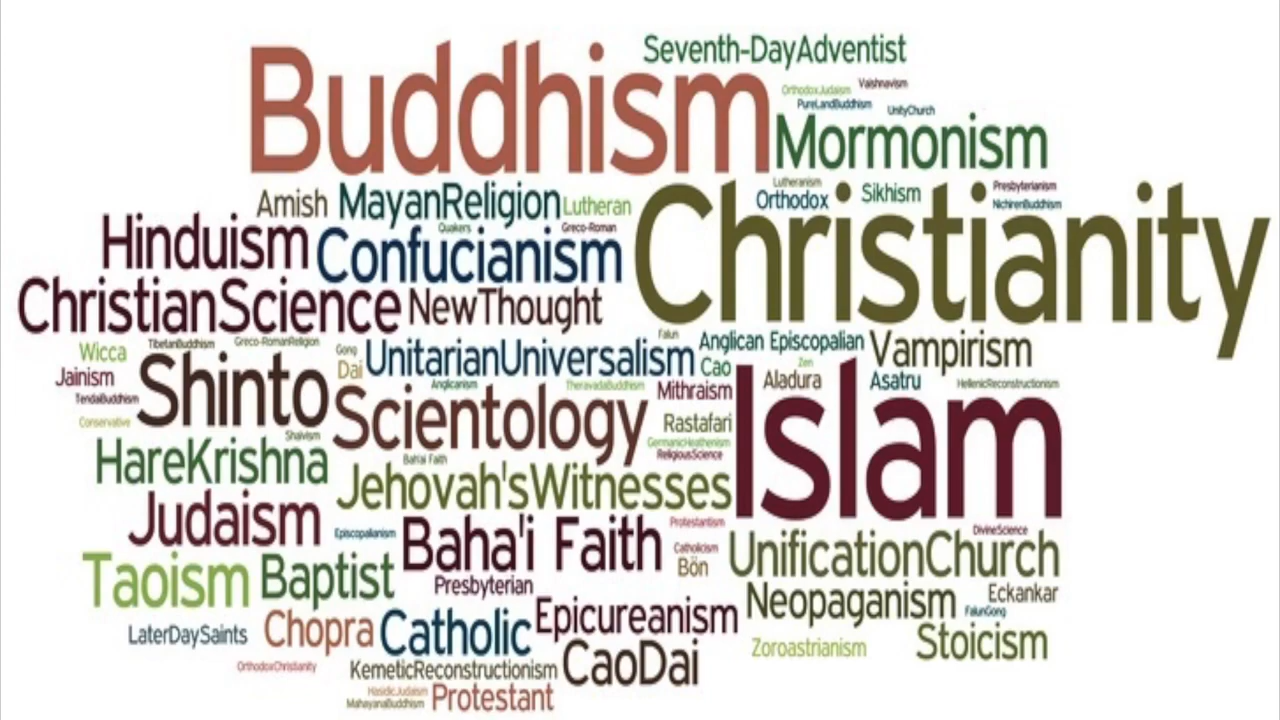 Seventh-DayAdventist
Buddhism
OrthodoxJudaism
Vaishnavism
PureLandBuddhism
UnityChurch
Mormonism
Lutheranism
Orthodox
Sikhism
Presbyterianism
NichirenBuddhism
Christianity
Amish
MayanReligion
Lutheran
Quakers
Greco-Roman
Hinduism
Confucianism
ChristianScience
NewThought
Falun
Anglican Episcopalian
Vampirism
Wicca
TibetanBuddhism
Greco-RomanReligion
Gong
Dai
UnitarianUniversalism
Cao
Zen
Jainism
Shinto
Anglicanism
TheravadaBuddhism
Mithraism
Aladura
Asatru
HellenicReconstructionism
TendaiBuddhism
Islam
Scientology
Rastafari
Conservative
Shaivism
GermanicHeathenism
ReligiousScience
HareKrishna
Baha'i Faith
Jehovah'sWitnesses
Judaism
Episcopalianism
Baha'i Faith
Protestantism
DivineScience
Catholicism
Bön
UnificationChurch
Taoism
Baptist
Presbyterian
Neopaganism
Eckankar
FalunGong
LaterDaySaints
Chopra
Catholic
Epicureanism
Zoroastrianism
Stoicism
OrthodoxChristianity
KemeticReconstructionism
CaoDai
HasidicJudaism
MahayanaBuddhism
Protestant